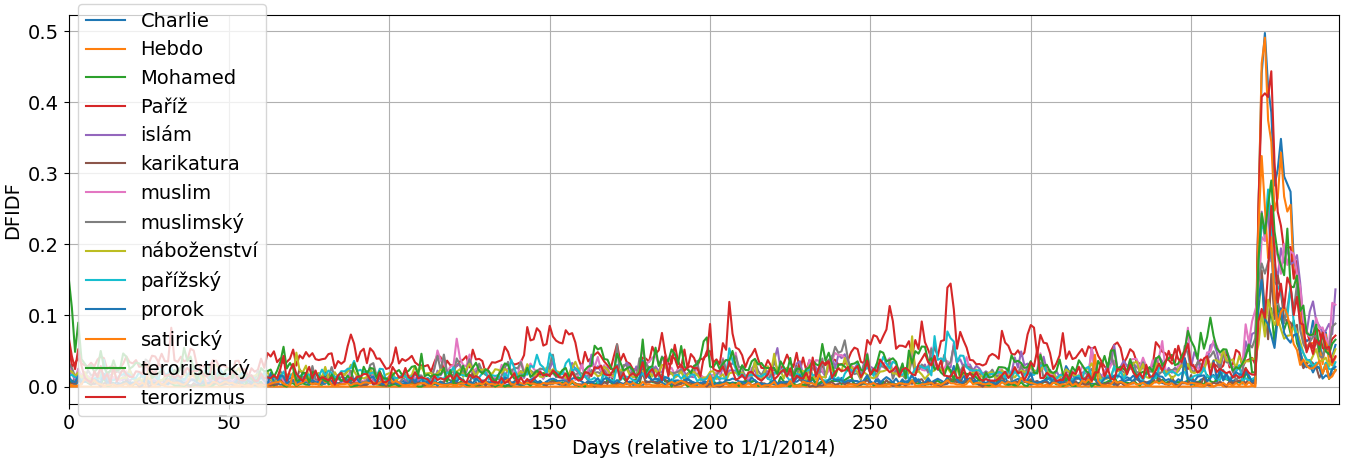 Charlie
Hebdo
Mohamed
Paříž
islám
karikatura
muslim
muslimský
náboženství
pařížský
prorok
satirický
teroristický
terorizmus
0.5
0.4
0.3
0.2
0.1
0.0
DFIDF
0 50 100 150 200 250 300 350
Days (relative to 1/1/2014)